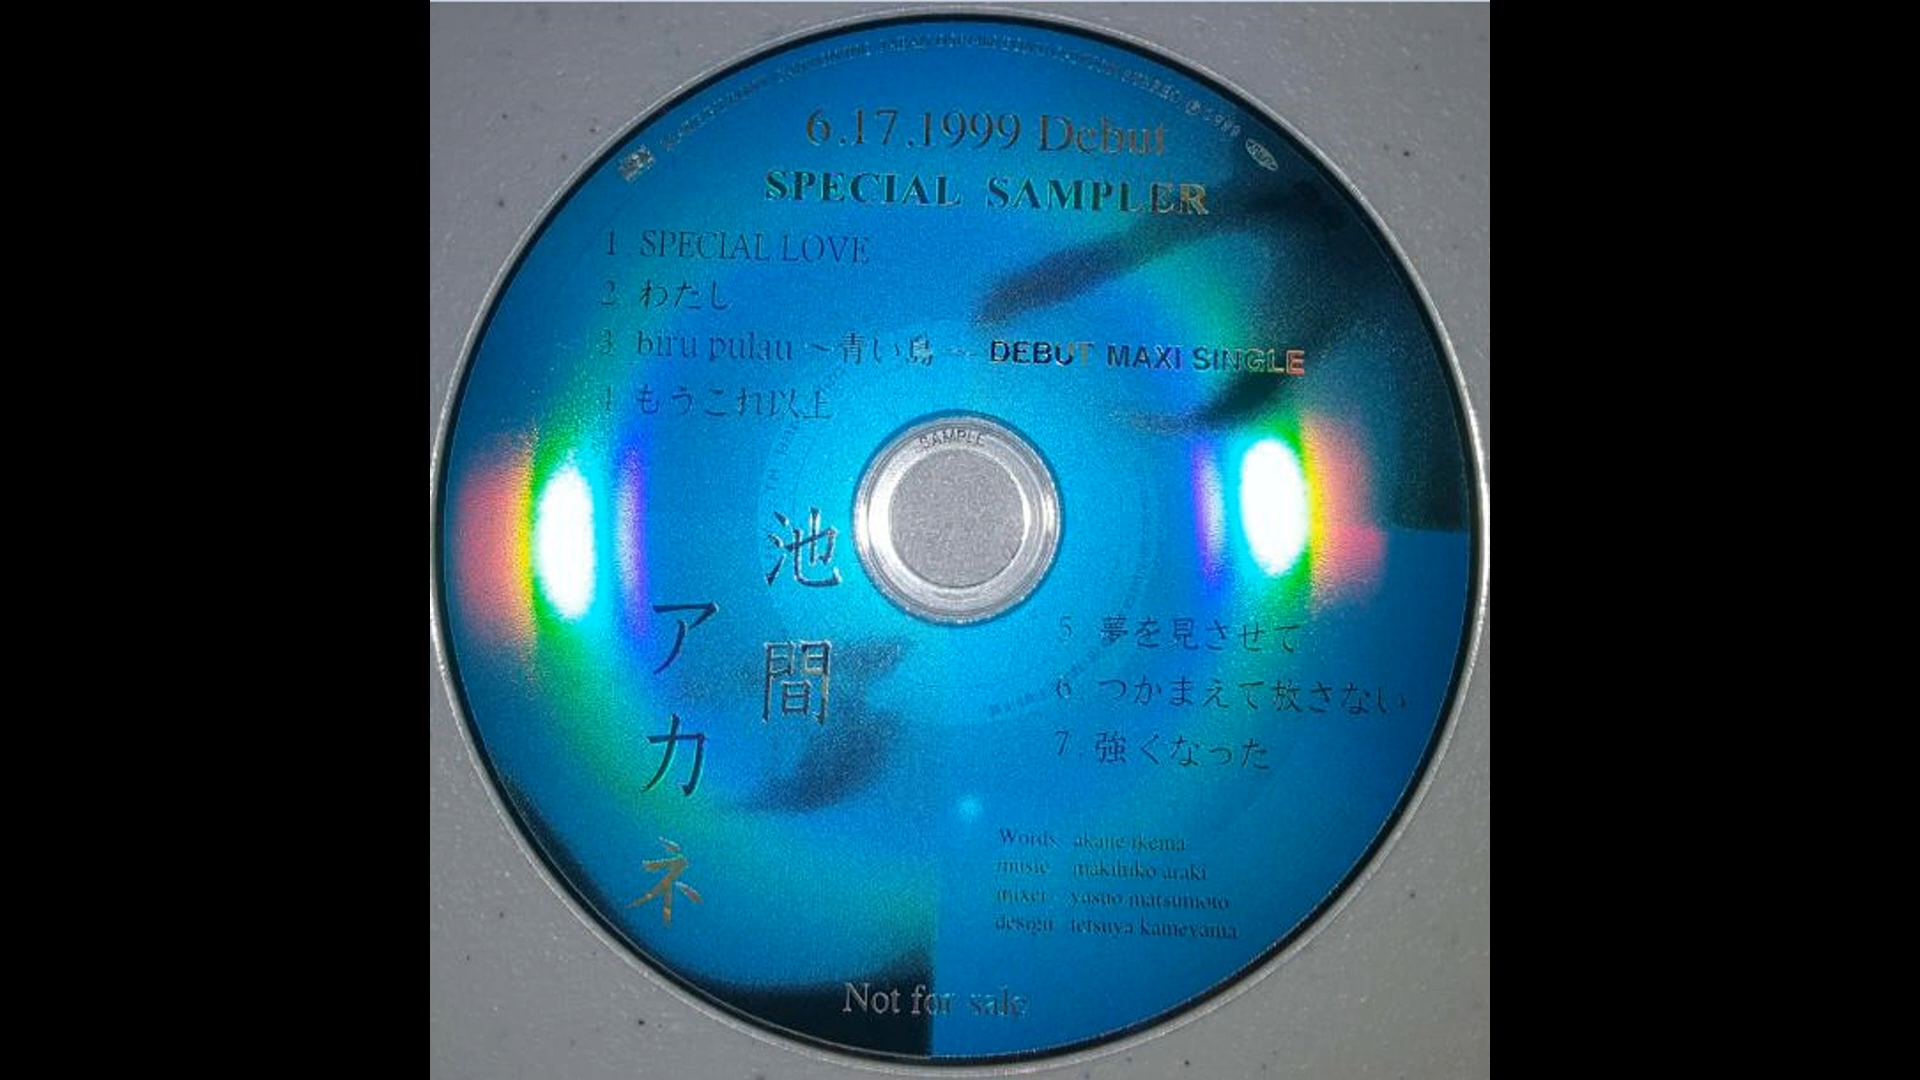 6.17.1999 Debut
SPECIAL SAMPLER
1 SPECIAL LOVE
2 わたし
3 biru pulau ～青い島～ DEBUT MAXI SINGLE
4 もうこれ以上
SAMPLE
池間
アカネ
5 夢を見させて
6 つかまえて放さない
7. 強くなった
Words akane ikema
music makihiko araki
mixer yasuo matsumoto
design tetsuya kameyama
Not for sale